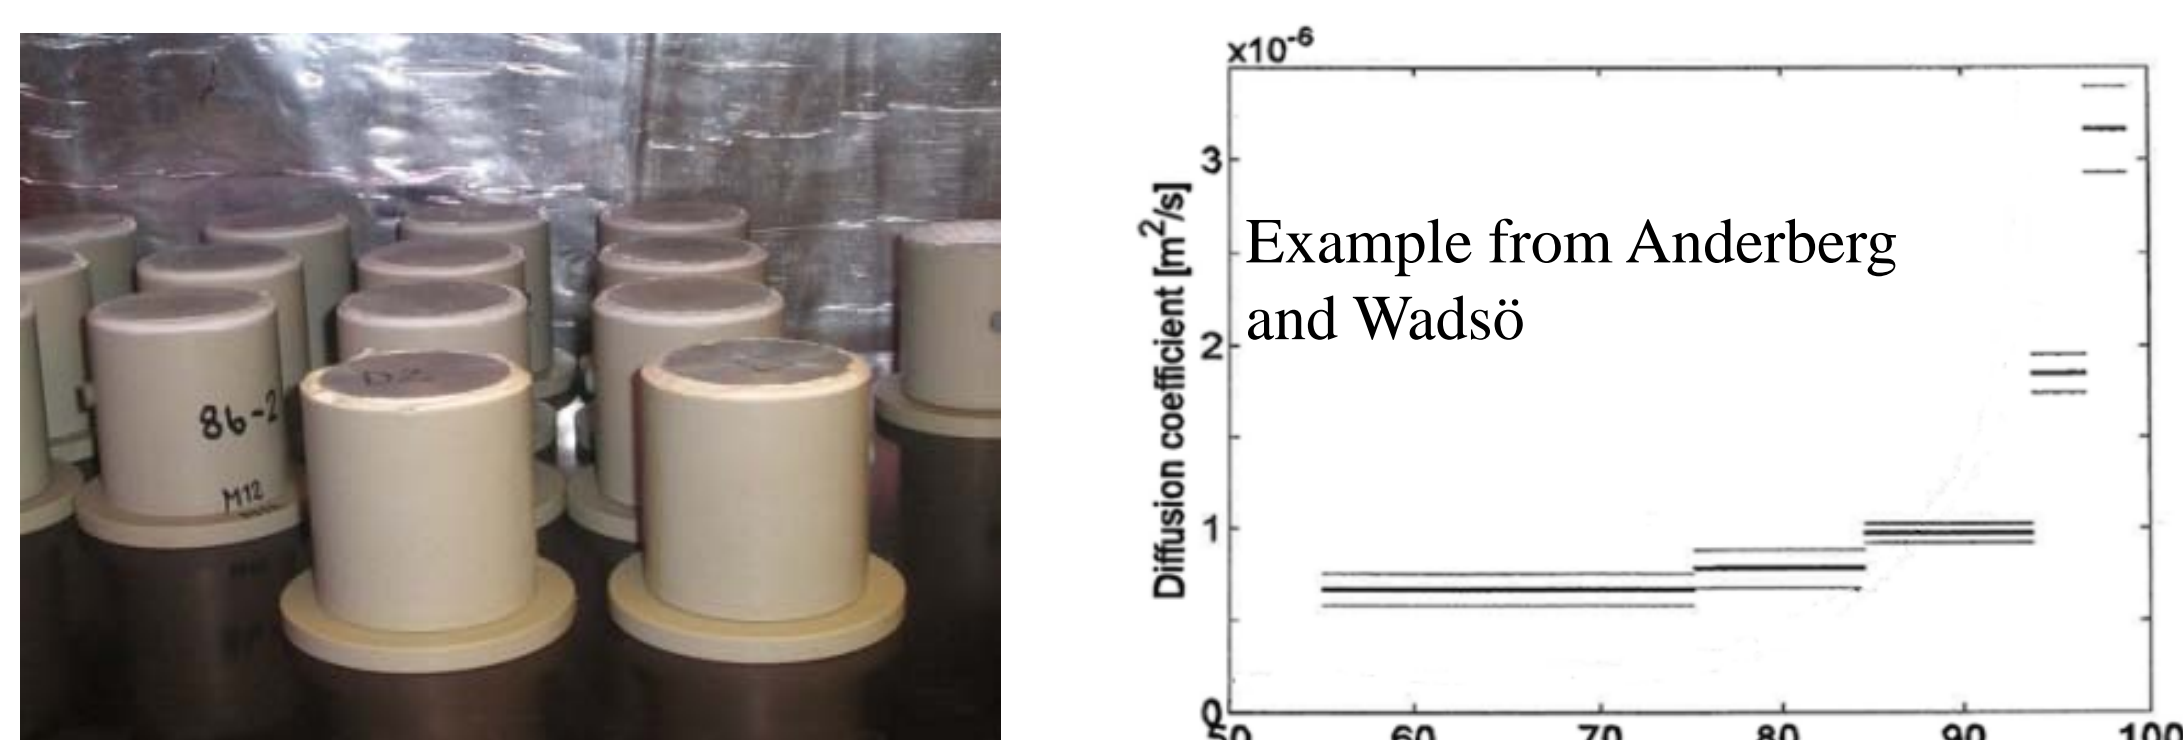 86-2
M12
DZ
x10-6
Diffusion coefficient [m2/s]
3
2
1
0
Example from Anderberg
and Wadsö
50 60 70 80 90 100